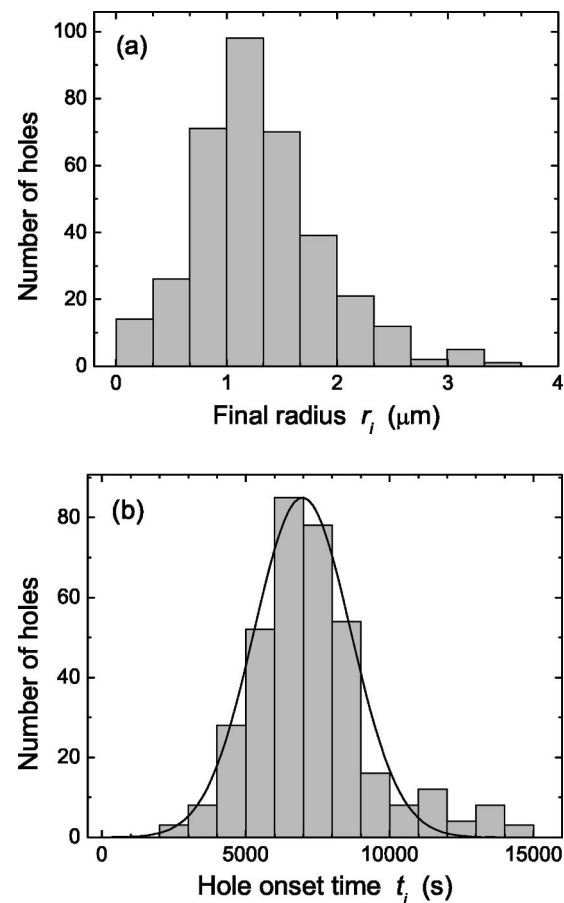 (a)
100
80
60
40
20
0
Number of holes
0 1 2 3 4
Final radius r_i (μm)
(b)
80
60
40
20
0
Number of holes
0 5000 10000 15000
Hole onset time t_i (s)